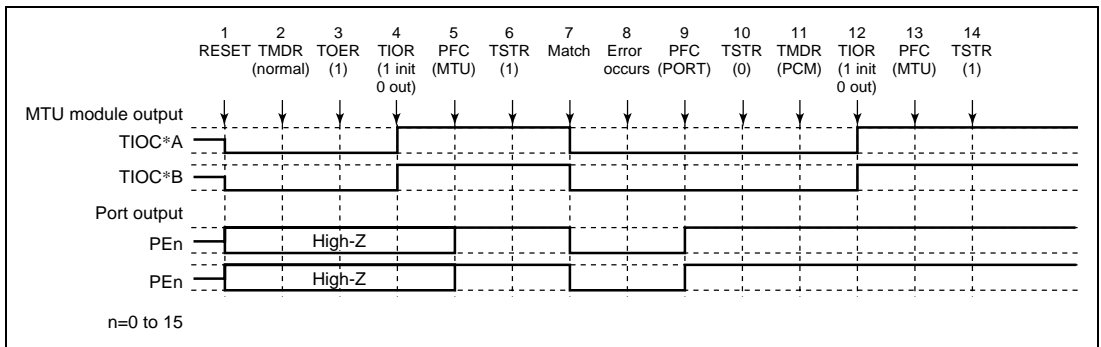 1 2 3 4 5 6 7 8 9 10 11 12 13 14
RESET TMDR TOER TIOR PFC TSTR Match Error PFC TSTR TMDR TIOR PFC TSTR
(normal) (1) (1 init (MTU) (1) occurs (PORT) (0) (PCM) (1 init (MTU) (1)
0 out) 0 out)
MTU module output
TIOC*A
TIOC*B
Port output
PEn High-Z
PEn High-Z
n=0 to 15